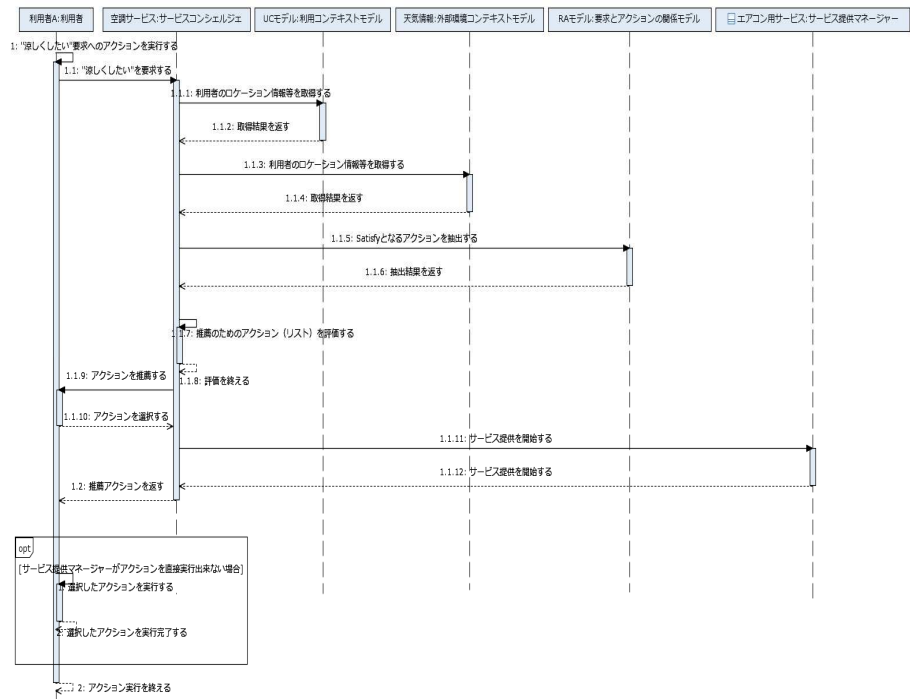 利用者A:利用者
空調サービス:サービスコンシェルジェ
UCモデル:利用コンテキストモデル
天気情報:外部環境コンテキストモデル
RAモデル:要求とアクションの関係モデル
エアコン用サービス:サービス提供マネージャー
1: "涼しくしたい"要求へのアクションを実行する
1.1: "涼しくしたい"を要求する
1.1.1: 利用者のロケーション情報等を取得する
1.1.2: 取得結果を返す
1.1.3: 利用者のロケーション情報等を取得する
1.1.4: 取得結果を返す
1.1.5: Satisfyとなるアクションを抽出する
1.1.6: 抽出結果を返す
1.1.7: 推薦のためのアクション（リスト）を評価する
1.1.8: 評価を終える
1.1.9: アクションを推薦する
1.1.10: アクションを選択する
1.1.11: サービス提供を開始する
1.1.12: サービス提供を開始する
1.2: 推薦アクションを返す
opt
[サービス提供マネージャーがアクションを直接実行出来ない場合]
1: 選択したアクションを実行する
2: 選択したアクションを実行完了する
2: アクション実行を終える